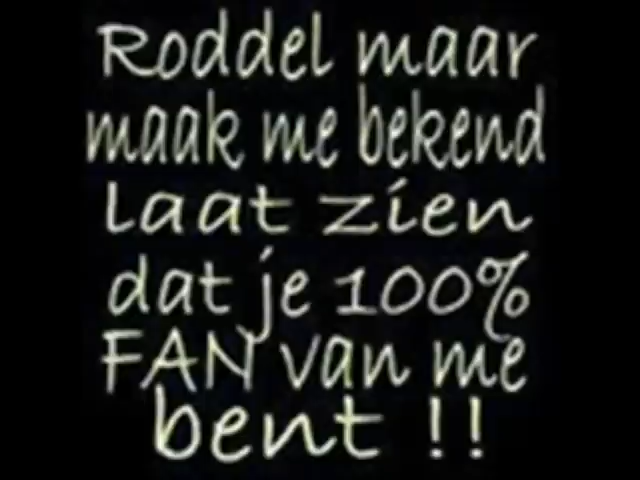 Roddel maar
maak me bekend
laat zien
dat je 100%
FAN van me
bent !!